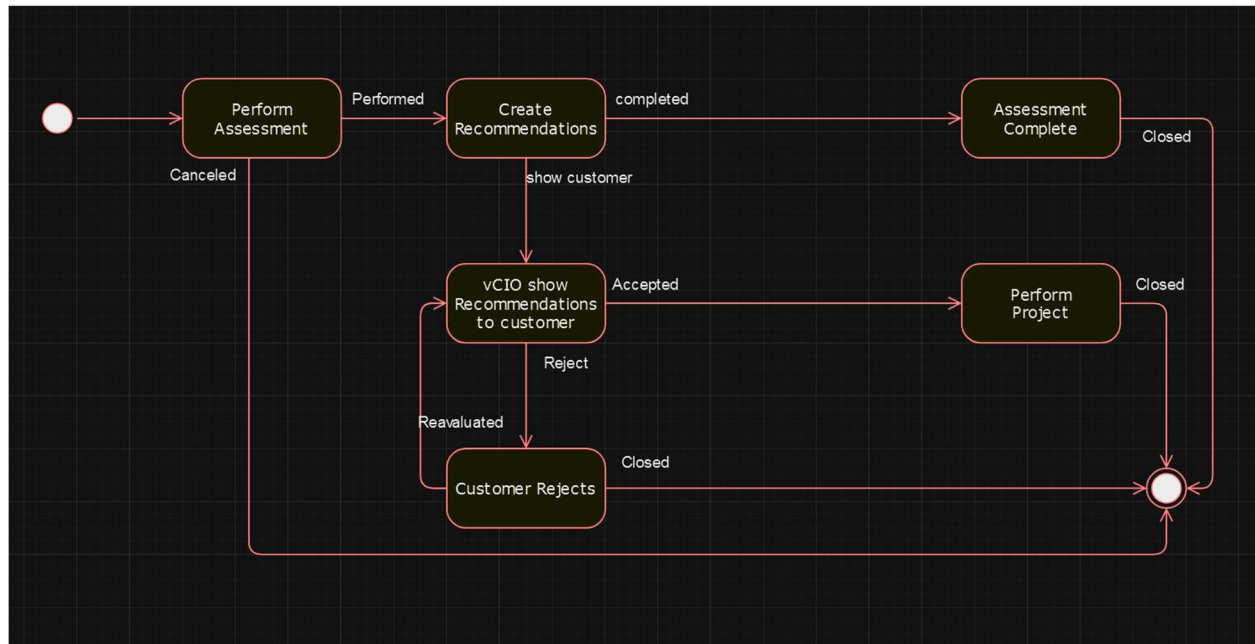 Perform
Assessment
Performed
Create
Recommendations
completed
Assessment
Complete
Closed
Canceled
show customer
vCIO show
Recommendations
to customer
Accepted
Perform
Project
Closed
Reject
Reavaluated
Customer Rejects
Closed